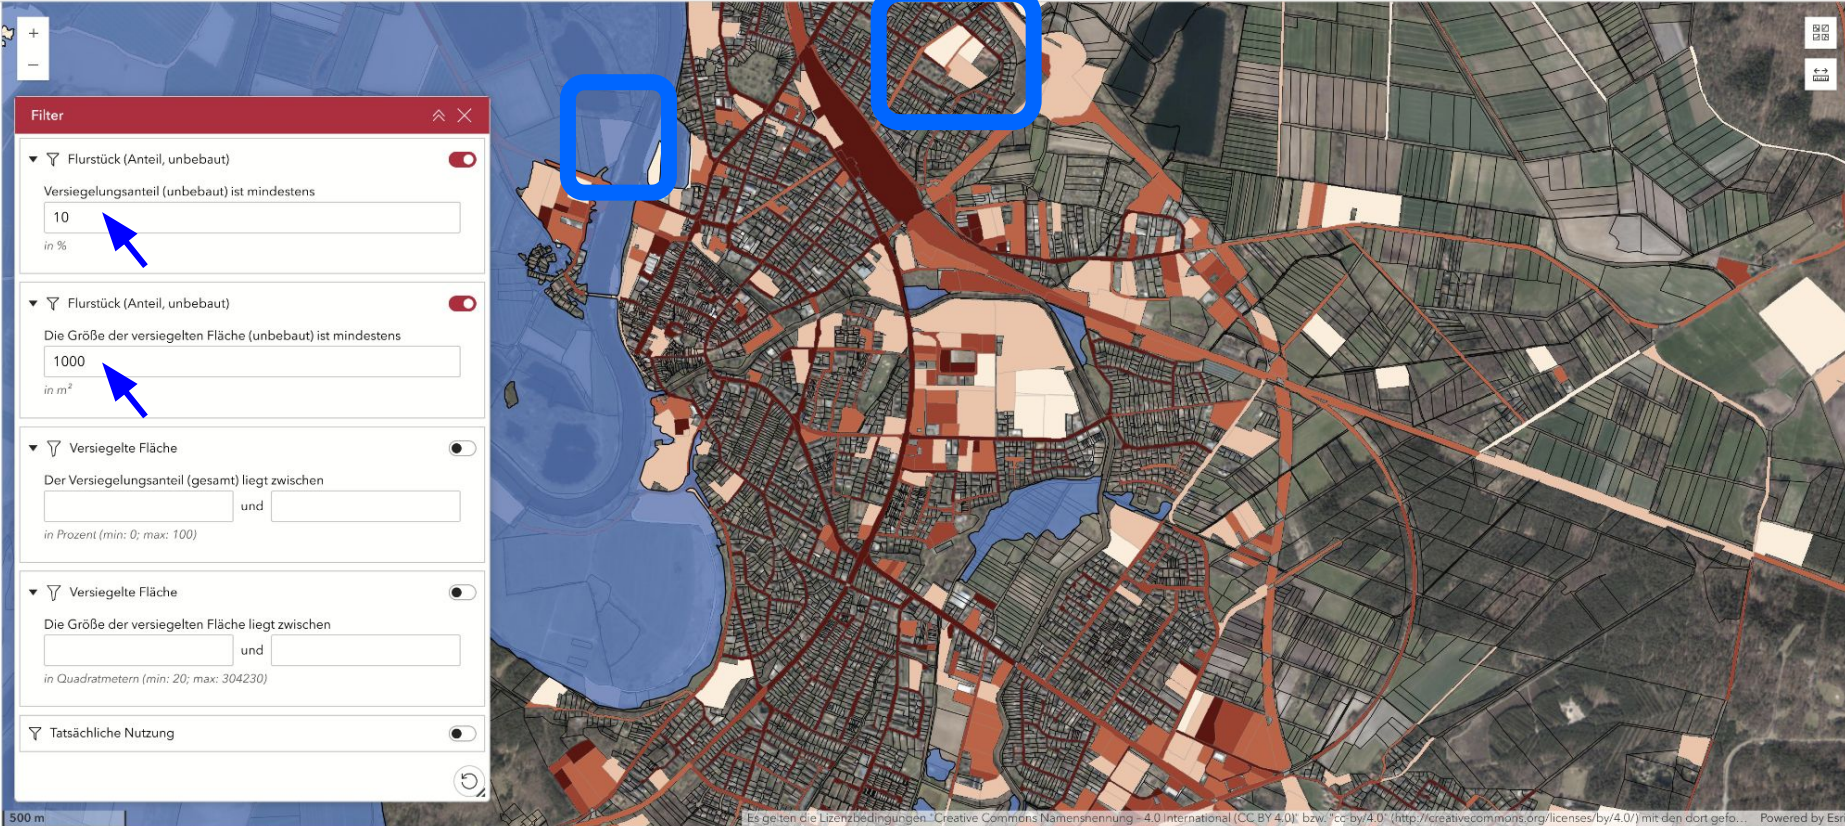 +
−
Filter
Flurstück (Anteil, unbebaut)
Versiegelungsanteil (unbebaut) ist mindestens
10
in %
Flurstück (Anteil, unbebaut)
Die Größe der versiegelten Fläche (unbebaut) ist mindestens
1000
in m²
Versiegelte Fläche
Der Versiegelungsanteil (gesamt) liegt zwischen
und
in Prozent (min: 0; max: 100)
Versiegelte Fläche
Die Größe der versiegelten Fläche liegt zwischen
und
in Quadratmetern (min: 20; max: 304230)
Tatsächliche Nutzung
500 m
Es gelten die Lizenzbedingungen "Creative Commons Namensnennung – 4.0 International (CC BY 4.0)" bzw. "cc-by/4.0" (http://creativecommons.org/licenses/by/4.0/) mit den dort gefo... Powered by Esri